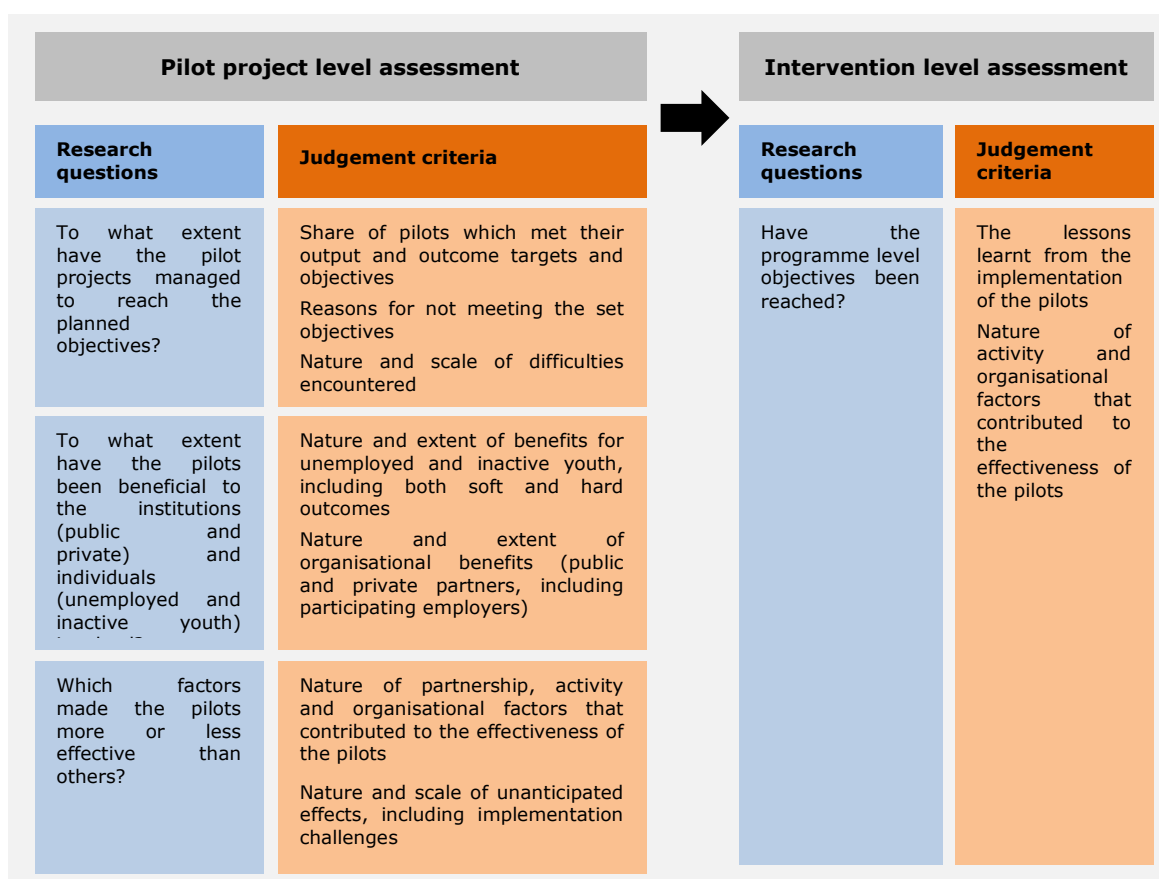 Pilot project level assessment
Intervention level assessment
Research
questions
Judgement criteria
Research
questions
Judgement
criteria
To what extent
have the pilot
projects managed
to reach the
planned
objectives?
Share of pilots which met their
output and outcome targets and
objectives
Reasons for not meeting the set
objectives
Nature and scale of difficulties
encountered
To what extent
have the pilots
been beneficial to
the institutions
(public and
private) and
individuals
(unemployed and
inactive youth)
Nature and extent of benefits for
unemployed and inactive youth,
including both soft and hard
outcomes
Nature and extent of
organisational benefits (public
and private partners, including
participating employers)
Which factors
made the pilots
more or less
effective than
others?
Nature of partnership, activity
and organisational factors that
contributed to the effectiveness of
the pilots
Nature and scale of unanticipated
effects, including implementation
challenges
Have the
programme level
objectives been
reached?
The lessons
learnt from the
implementation
of the pilots
Nature of
activity and
organisational
factors that
contributed to
the
effectiveness of
the pilots